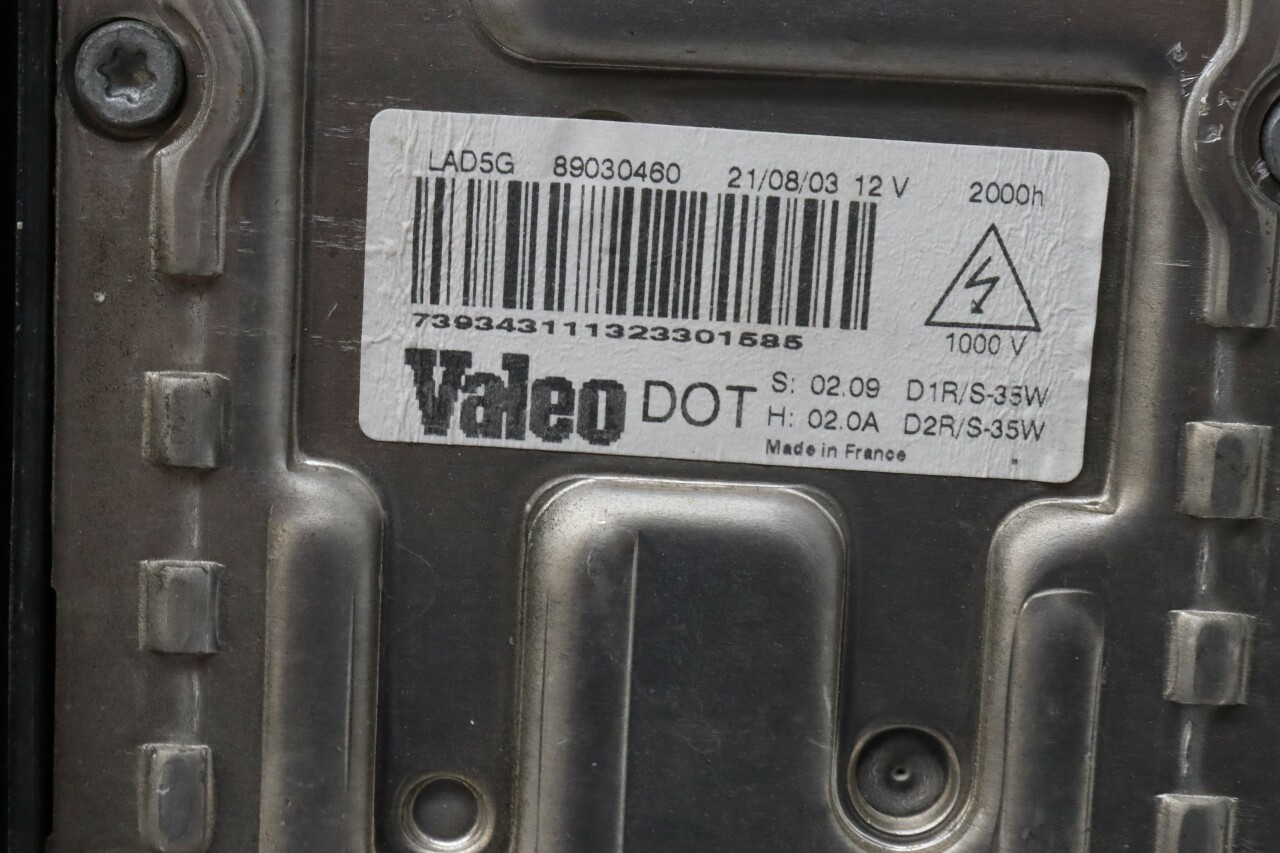 LAD5G 89030460 21/08/03 12 V 2000h
739343111323301585
1000 V
Valeo DOT S: 02.09 D1R/S-35W
H: 02.0A D2R/S-35W
Made in France